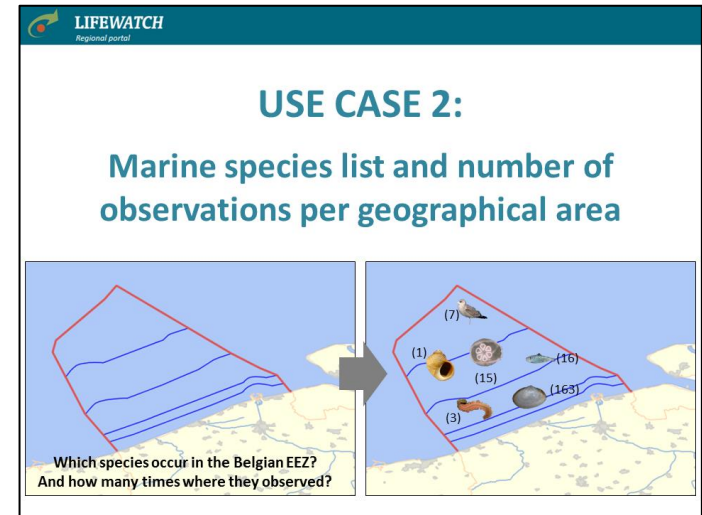 LIFEWATCH
Regional portal
USE CASE 2:
Marine species list and number of
observations per geographical area
Which species occur in the Belgian EEZ?
And how many times where they observed?
(7)
(1)
(15)
(16)
(3)
(163)